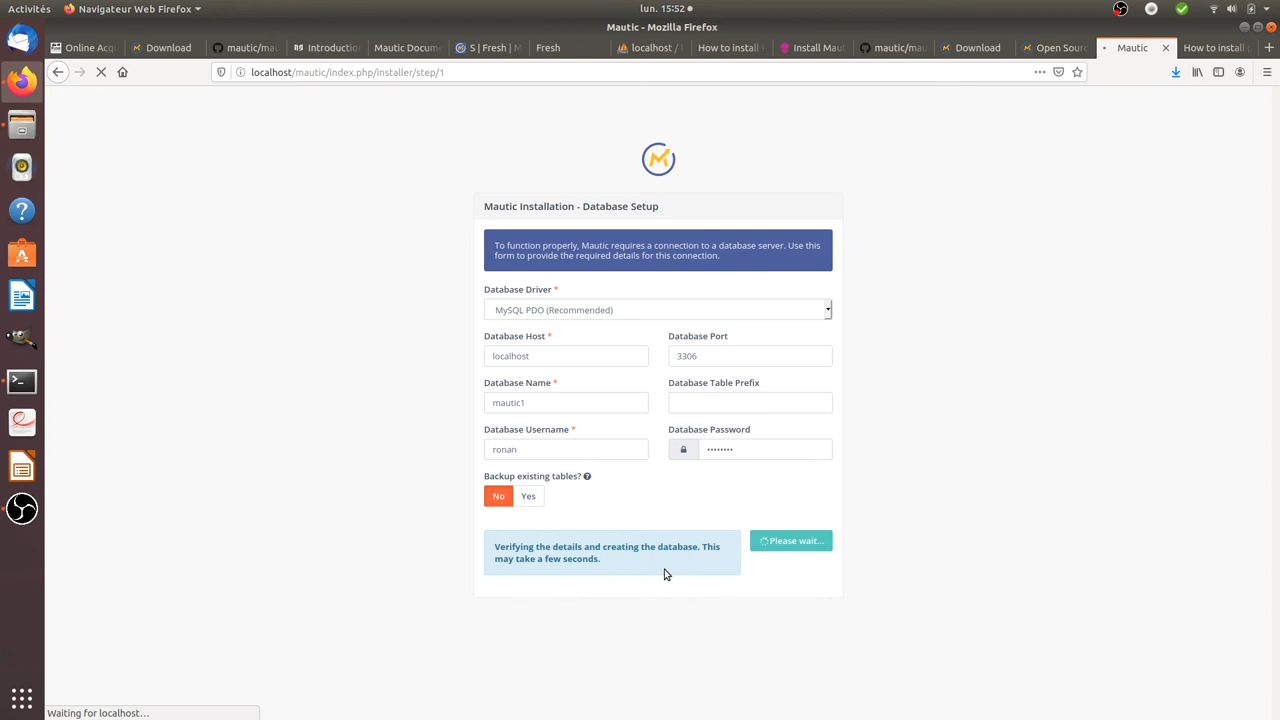 Activités
Navigateur Web Firefox
lun. 15:52
Mautic - Mozilla Firefox
Online Acq
Download
mautic/mau
Introduction
Mautic Docum
S | Fresh | M
Fresh
localhost /
How to install
Install Maut
mautic/mau
Download
Open Sourc
Mautic
How to install
localhost/mautic/index.php/installer/step/1
Mautic Installation - Database Setup
To function properly, Mautic requires a connection to a database server. Use this
form to provide the required details for this connection.
Database Driver *
MySQL PDO (Recommended)
Database Host *
Database Port
localhost
3306
Database Name *
Database Table Prefix
mautic1
Database Username *
Database Password
ronan
••••••••
Backup existing tables?
No Yes
Verifying the details and creating the database. This
may take a few seconds.
Please wait...
Waiting for localhost…